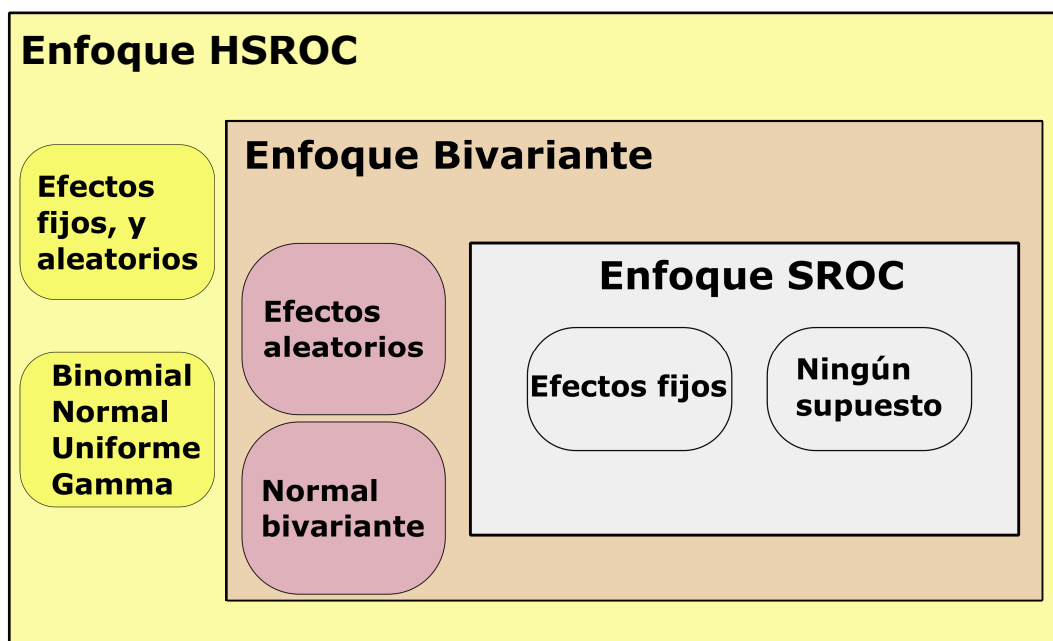 Enfoque HSROC
Enfoque Bivariante
Efectos
fijos, y
aleatorios
Enfoque SROC
Efectos
aleatorios
Efectos fijos
Ningún
supuesto
Binomial
Normal
Uniforme
Gamma
Normal
bivariante